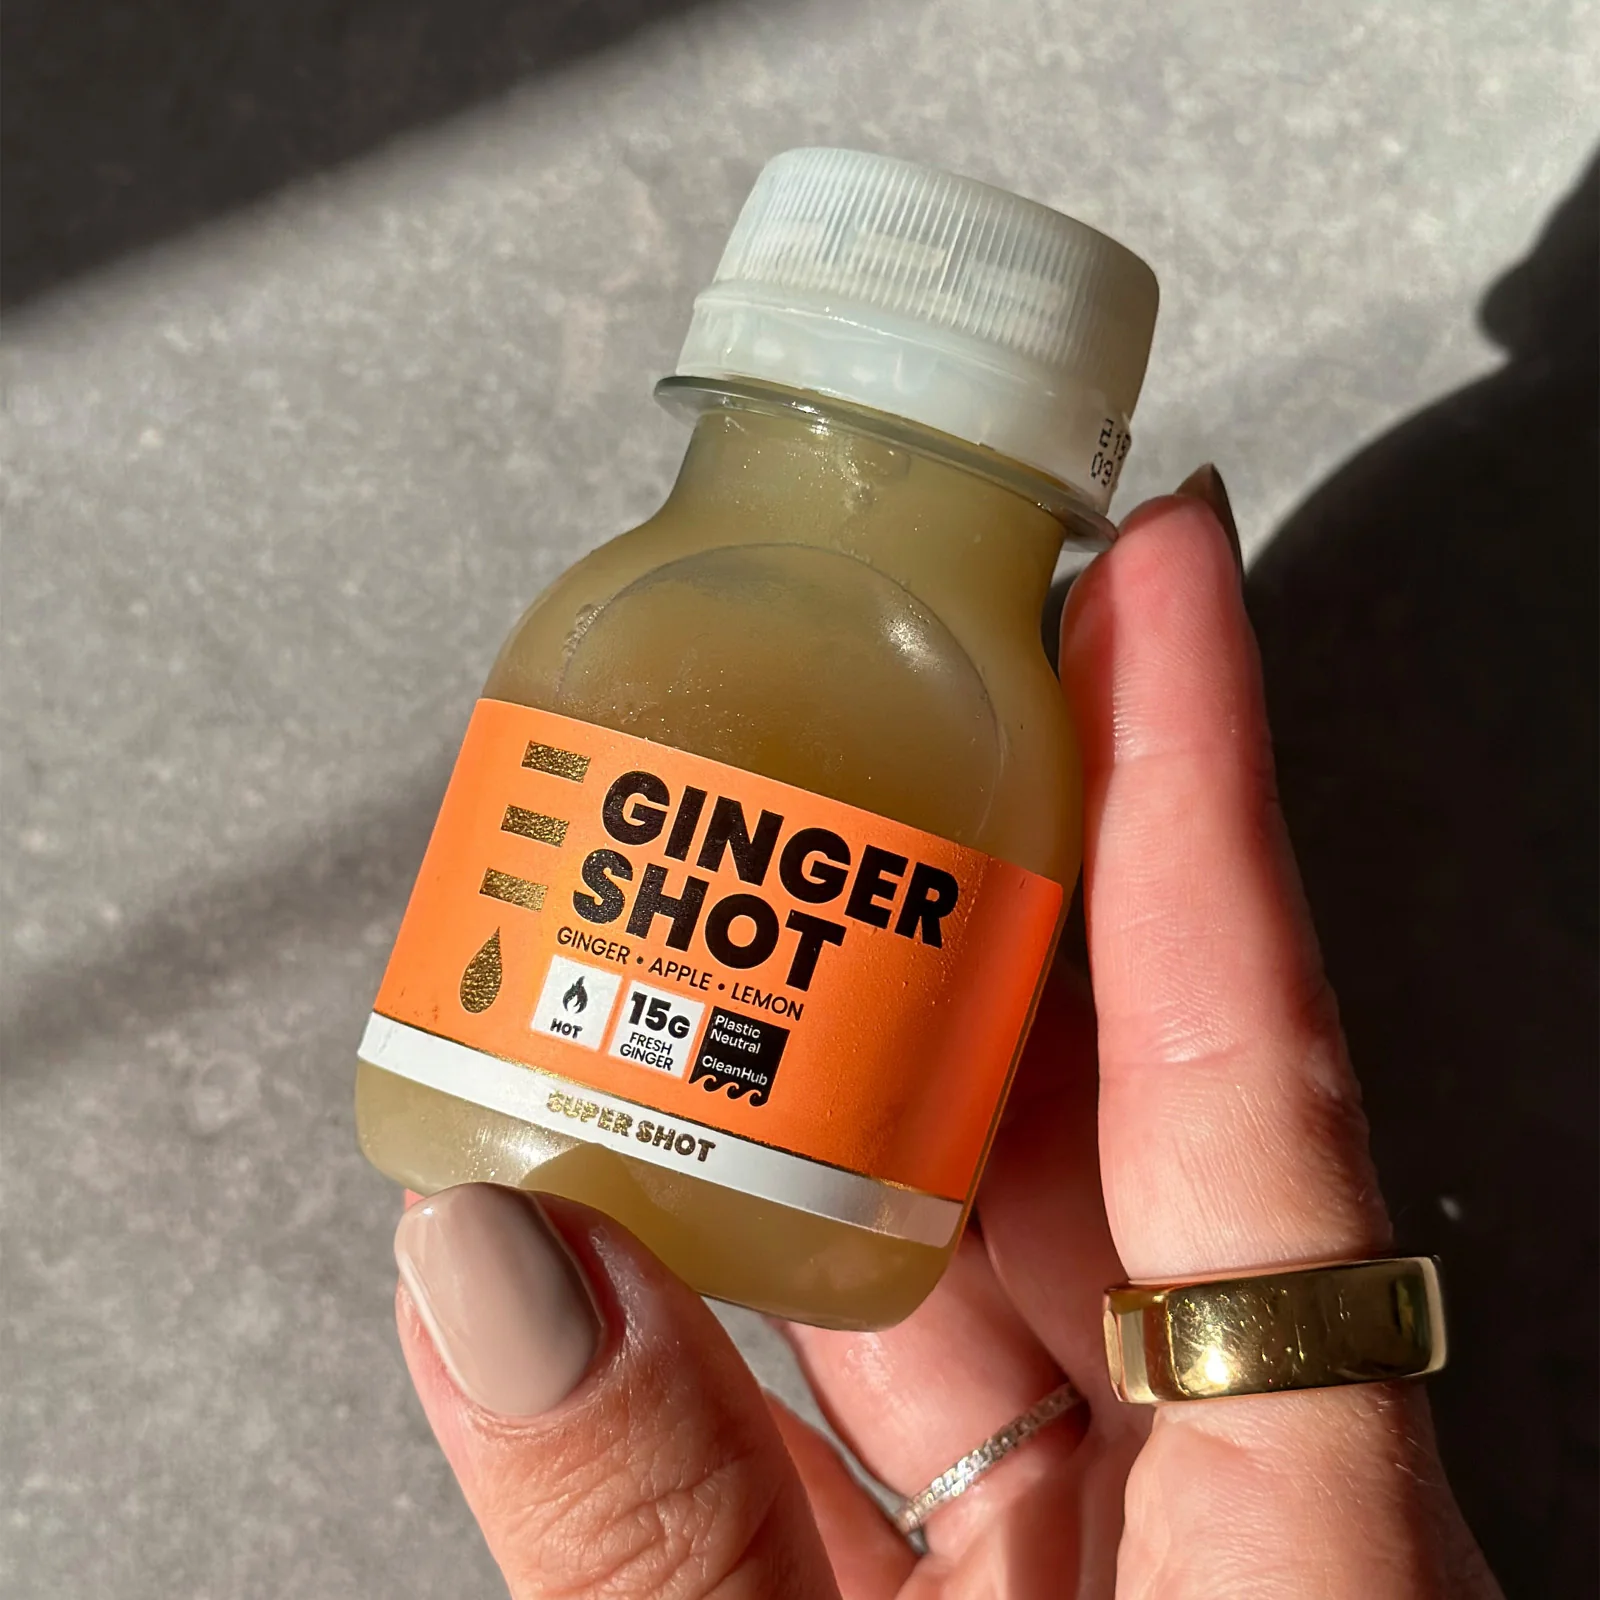 GINGER
SHOT
GINGER • APPLE • LEMON
HOT
15G
FRESH
GINGER
Plastic
Neutral
CleanHub
SUPER SHOT